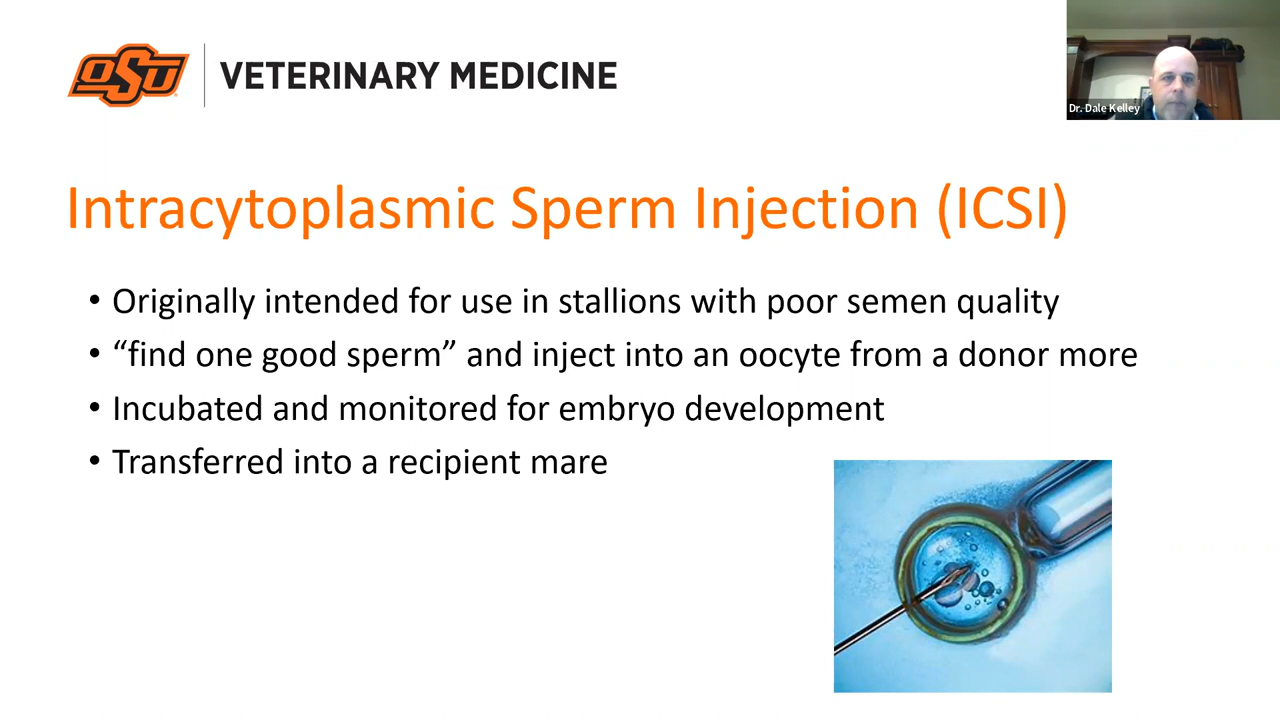 OSU VETERINARY MEDICINE
Dr. Dale Kelley
Intracytoplasmic Sperm Injection (ICSI)
• Originally intended for use in stallions with poor semen quality
• “find one good sperm” and inject into an oocyte from a donor more
• Incubated and monitored for embryo development
• Transferred into a recipient mare